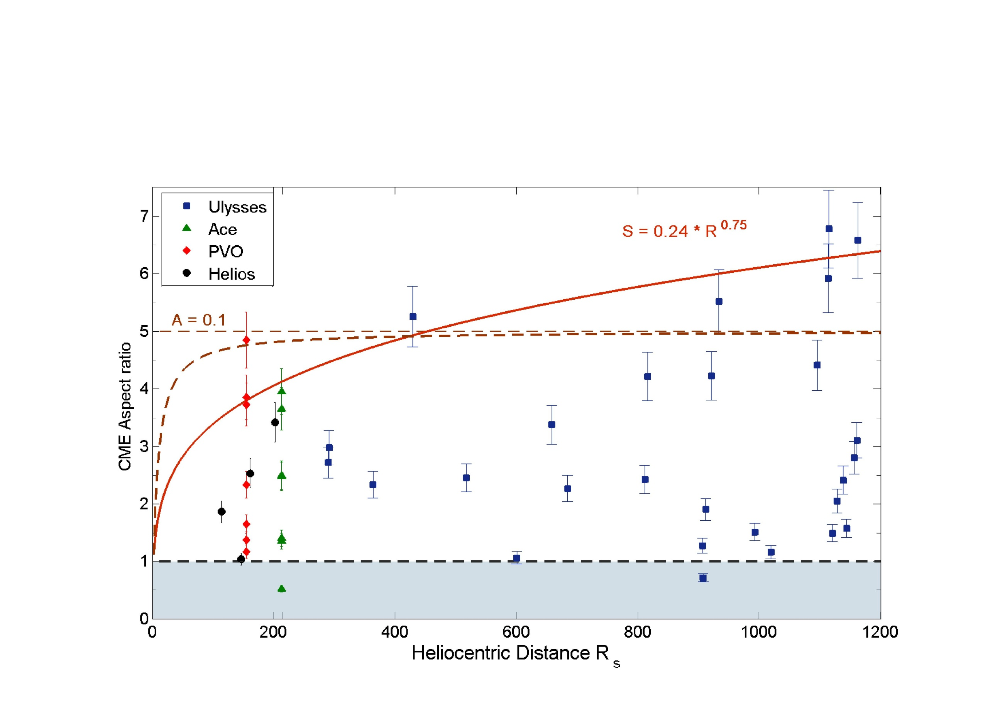 Ulysses
Ace
PVO
Helios
S = 0.24 * R^0.75
A = 0.1
CME Aspect ratio
7
6
5
4
3
2
1
0
0 200 400 600 800 1000 1200
Heliocentric Distance R_s